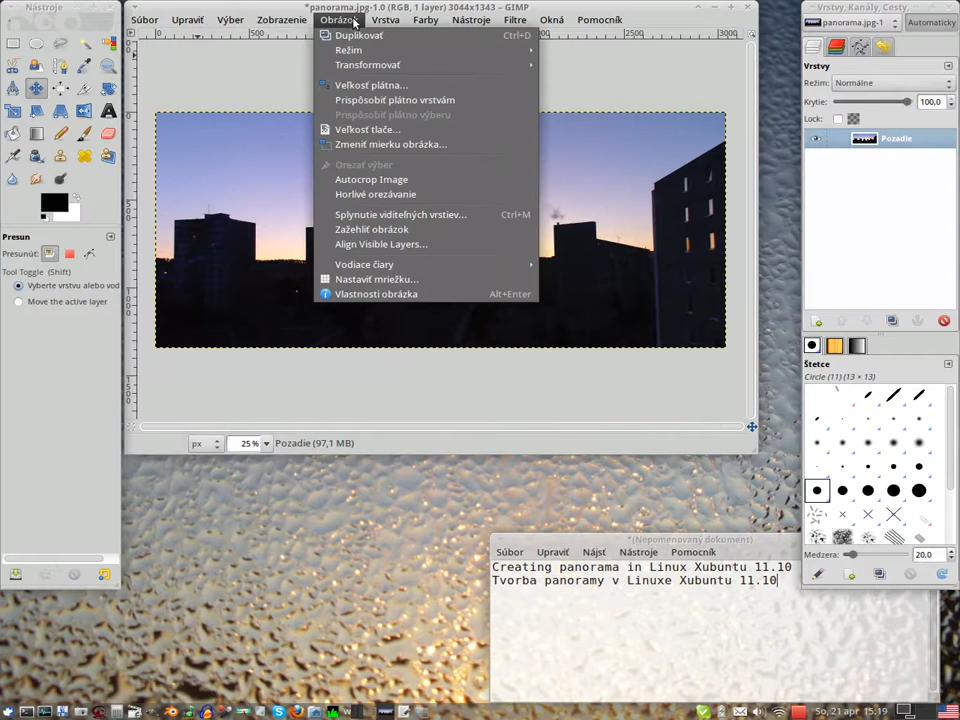 Nástroje
*panorama.jpg-1.0 (RGB, 1 layer) 3044x1343 – GIMP
Vrstvy, Kanály, Cesty,
Súbor Upraviť Výber Zobrazenie Obrázok Vrstva Farby Nástroje Filtre Okná Pomocník
panorama.jpg-1 Automaticky
0 500 2000 2500 3000
Duplikovať Ctrl+D
Režim
Transformovať
Veľkosť plátna...
Prispôsobiť plátno vrstvám
Prispôsobiť plátno výberu
Veľkosť tlače...
Zmeniť mierku obrázka...
Orezať výber
Autocrop Image
Horlivé orezávanie
Splynutie viditeľných vrstiev... Ctrl+M
Zažehliť obrázok
Align Visible Layers...
Vodiace čiary
Nastaviť mriežku...
Vlastnosti obrázka Alt+Enter
Presun
Presunúť:
Tool Toggle (Shift)
Vyberte vrstvu alebo vod
Move the active layer
Vrstvy
Režim: Normálne
Krytie: 100,0
Lock:
Pozadie
Štetce
Circle (11) (13 × 13)
Medzera: 20,0
px 25 % Pozadie (97,1 MB)
*(Nepomenovaný dokument)
Súbor Upraviť Nájsť Nástroje Pomocník
Creating panorama in Linux Xubuntu 11.10
Tvorba panoramy v Linuxe Xubuntu 11.10
So, 21 apr 15:19